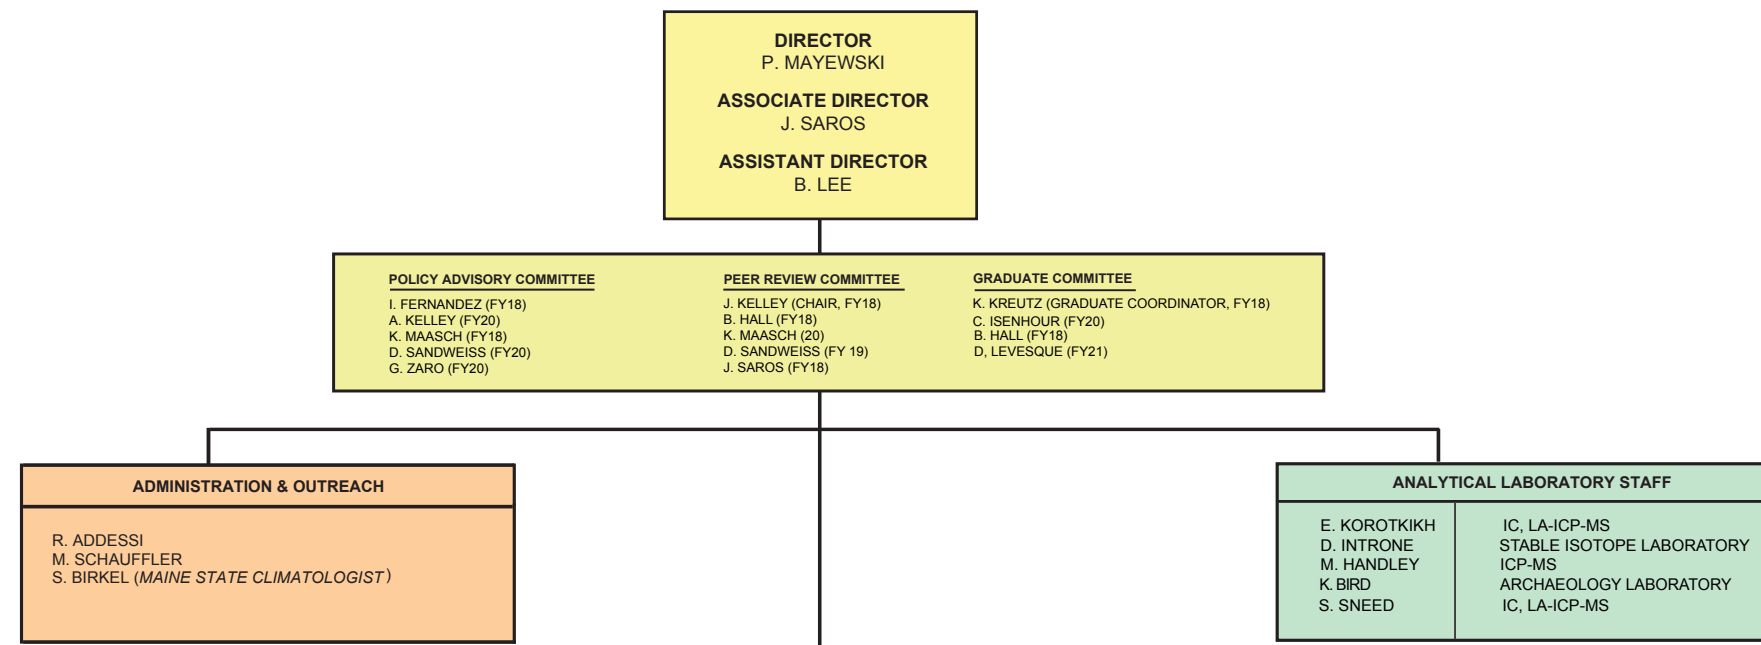 DIRECTOR
P. MAYEWSKI
ASSOCIATE DIRECTOR
J. SAROS
ASSISTANT DIRECTOR
B. LEE
POLICY ADVISORY COMMITTEE
I. FERNANDEZ (FY18)
A. KELLEY (FY20)
K. MAASCH (FY18)
D. SANDWEISS (FY20)
G. ZARO (FY20)
PEER REVIEW COMMITTEE
J. KELLEY (CHAIR, FY18)
B. HALL (FY18)
K. MAASCH (20)
D. SANDWEISS (FY 19)
J. SAROS (FY18)
GRADUATE COMMITTEE
K. KREUTZ (GRADUATE COORDINATOR, FY18)
C. ISENHOUR (FY20)
B. HALL (FY18)
D, LEVESQUE (FY21)
ADMINISTRATION & OUTREACH
R. ADDESSI
M. SCHAUFFLER
S. BIRKEL (MAINE STATE CLIMATOLOGIST)
ANALYTICAL LABORATORY STAFF
E. KOROTKIKH IC, LA-ICP-MS
D. INTRONE STABLE ISOTOPE LABORATORY
M. HANDLEY ICP-MS
K. BIRD ARCHAEOLOGY LABORATORY
S. SNEED IC, LA-ICP-MS